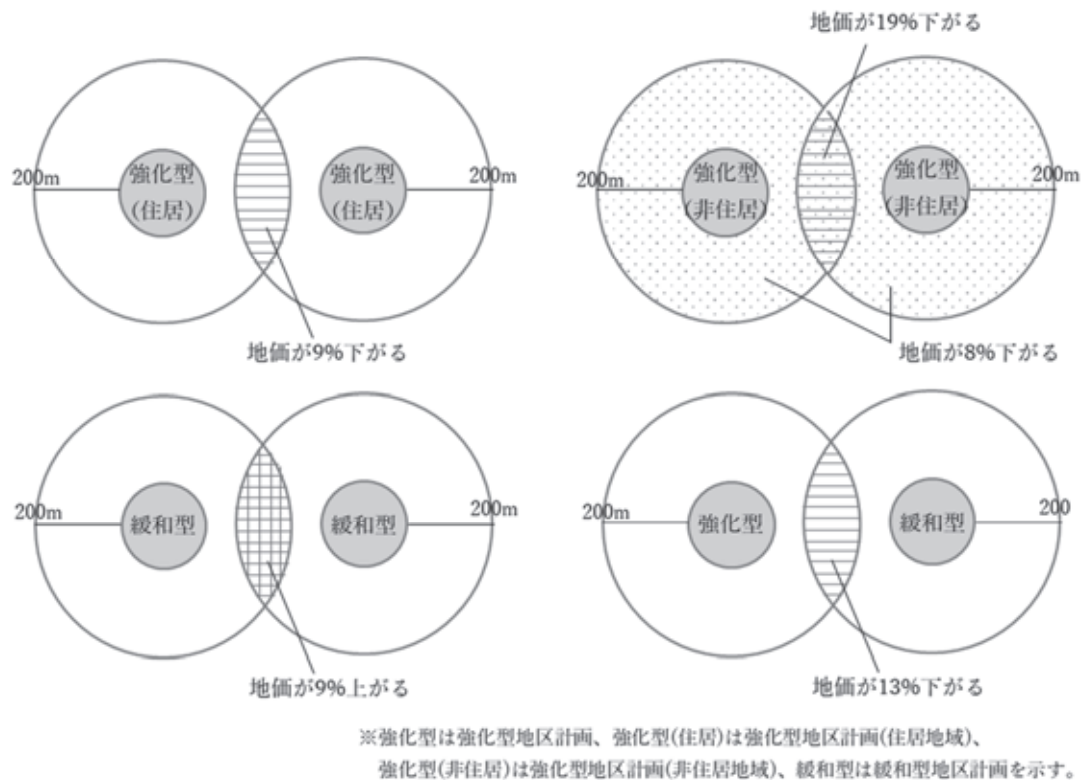 200m
強化型
(住居)
強化型
(住居)
200m
地価が9%下がる
地価が19%下がる
200m
強化型
(非住居)
強化型
(非住居)
200m
地価が8%下がる
200m
緩和型
緩和型
200m
地価が9%上がる
200m
強化型
緩和型
200
地価が13%下がる
※強化型は強化型地区計画、強化型(住居)は強化型地区計画(住居地域)、
強化型(非住居)は強化型地区計画(非住居地域)、緩和型は緩和型地区計画を示す。